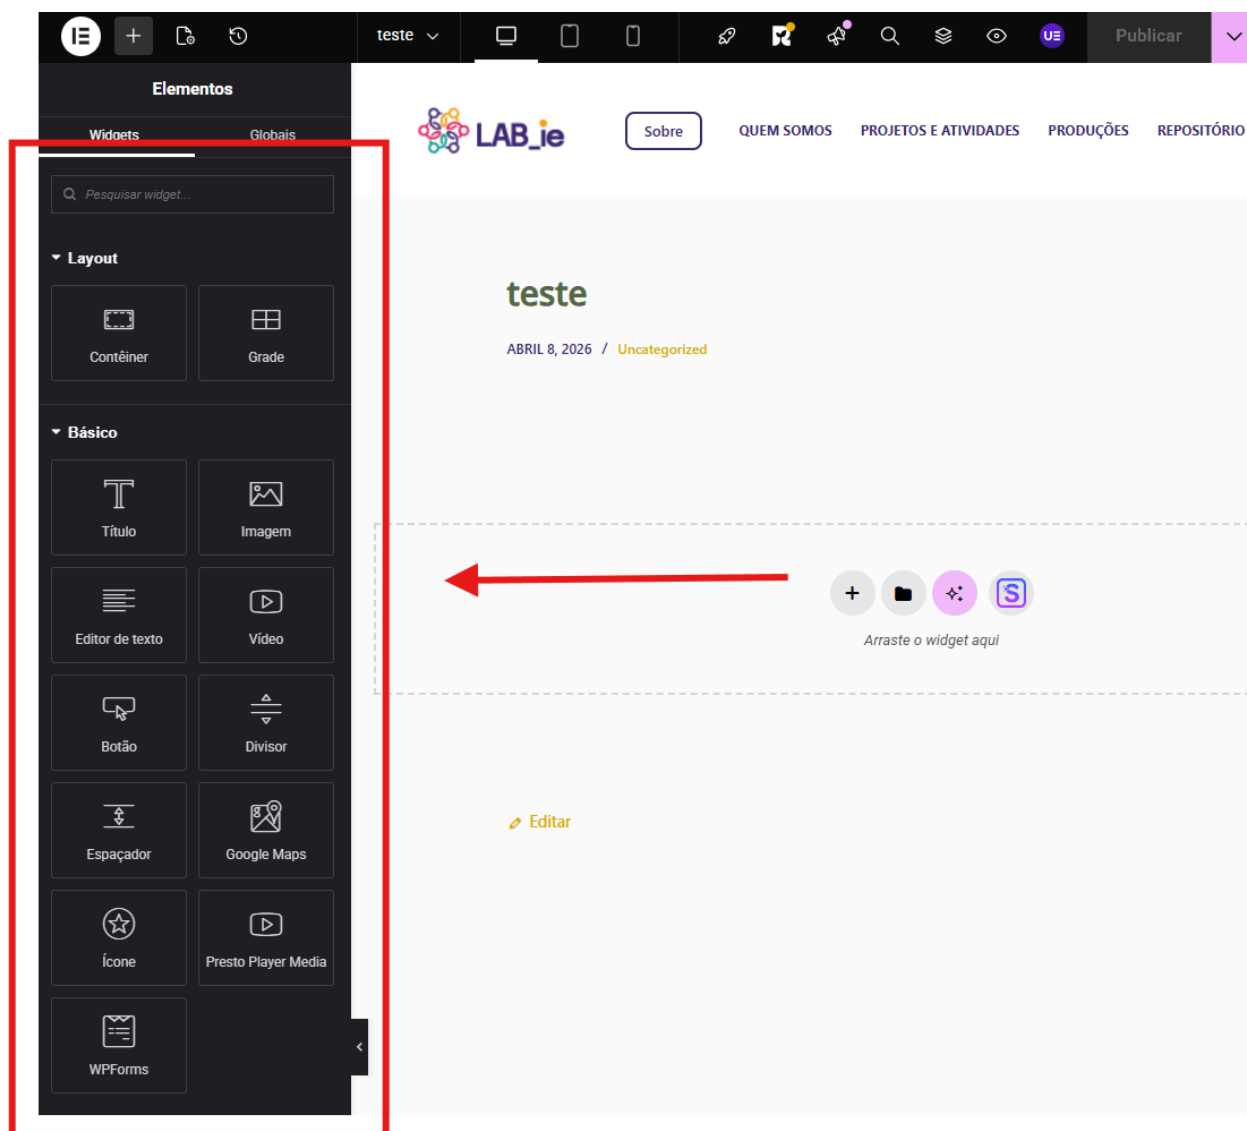 teste
Publicar
Elementos
Widgets Globais
Pesquisar widget...
Layout
Contêiner Grade
Básico
Título Imagem
Editor de texto Vídeo
Botão Divisor
Espaçador Google Maps
Ícone Presto Player Media
WPForms
LAB_ie
Sobre QUEM SOMOS PROJETOS E ATIVIDADES PRODUÇÕES REPOSITÓRIO
teste
ABRIL 8, 2026 / Uncategorized
S
Arraste o widget aqui
Editar